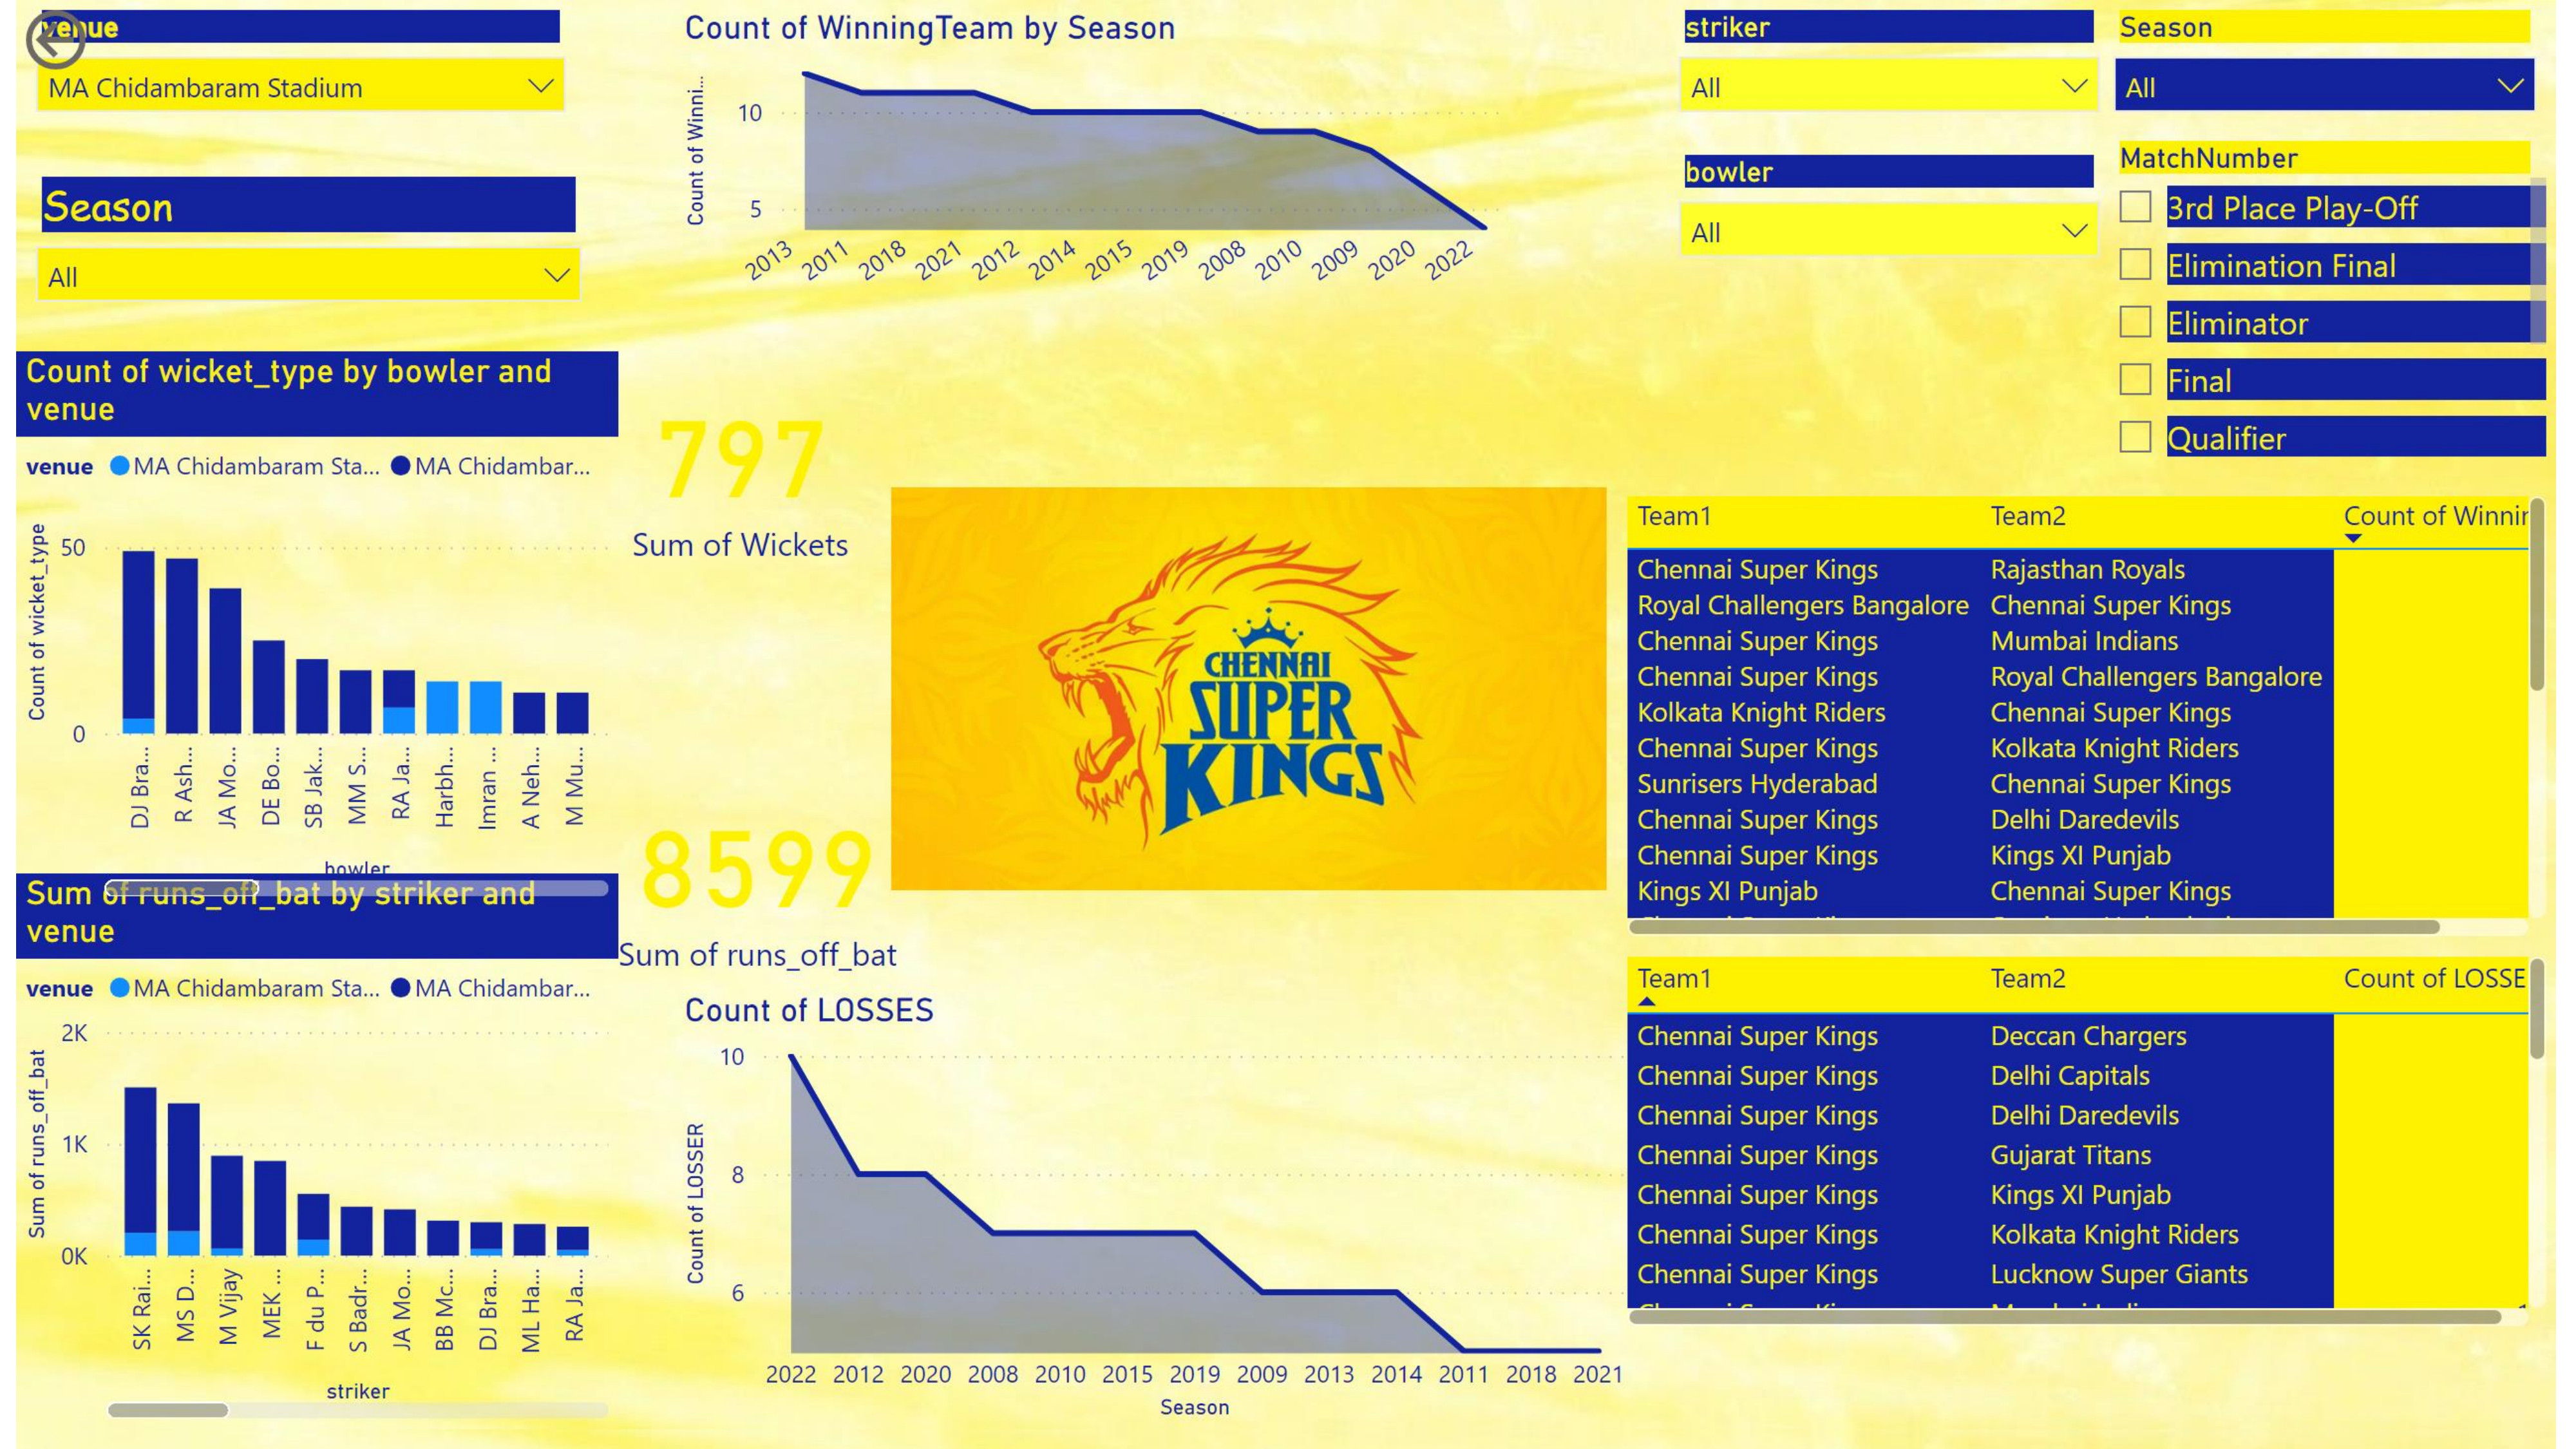 venue
MA Chidambaram Stadium
Season
All
Count of WinningTeam by Season
Count of Winni...
10
5
2013 2011 2018 2021 2012 2014 2015 2019 2008 2010 2009 2020 2022
striker
All
bowler
All
Season
All
MatchNumber
3rd Place Play-Off
Elimination Final
Eliminator
Final
Qualifier
Count of wicket_type by bowler and
venue
venue MA Chidambaram Sta... MA Chidambar...
Count of wicket_type
50
0
DJ Bra... R Ash... JA Mo... DE Bo... SB Jak... MM S... RA Ja... Harbh... Imran ... A Neh... M Mu...
bowler
797
Sum of Wickets
8599
Sum of runs_off_bat
CHENNAI
SUPER
KINGS
Team1 Team2 Count of Winnin
Chennai Super Kings Rajasthan Royals
Royal Challengers Bangalore Chennai Super Kings
Chennai Super Kings Mumbai Indians
Chennai Super Kings Royal Challengers Bangalore
Kolkata Knight Riders Chennai Super Kings
Chennai Super Kings Kolkata Knight Riders
Sunrisers Hyderabad Chennai Super Kings
Chennai Super Kings Delhi Daredevils
Chennai Super Kings Kings XI Punjab
Kings XI Punjab Chennai Super Kings
Sum of runs_off_bat by striker and
venue
venue MA Chidambaram Sta... MA Chidambar...
Sum of runs_off_bat
2K
1K
0K
SK Rai... MS D... M Vijay MEK ... F du P... S Badr... JA Mo... BB Mc... DJ Bra... ML Ha... RA Ja...
striker
Count of LOSSES
Count of LOSSER
10
8
6
2022 2012 2020 2008 2010 2015 2019 2009 2013 2014 2011 2018 2021
Season
Team1 Team2 Count of LOSSE
Chennai Super Kings Deccan Chargers
Chennai Super Kings Delhi Capitals
Chennai Super Kings Delhi Daredevils
Chennai Super Kings Gujarat Titans
Chennai Super Kings Kings XI Punjab
Chennai Super Kings Kolkata Knight Riders
Chennai Super Kings Lucknow Super Giants